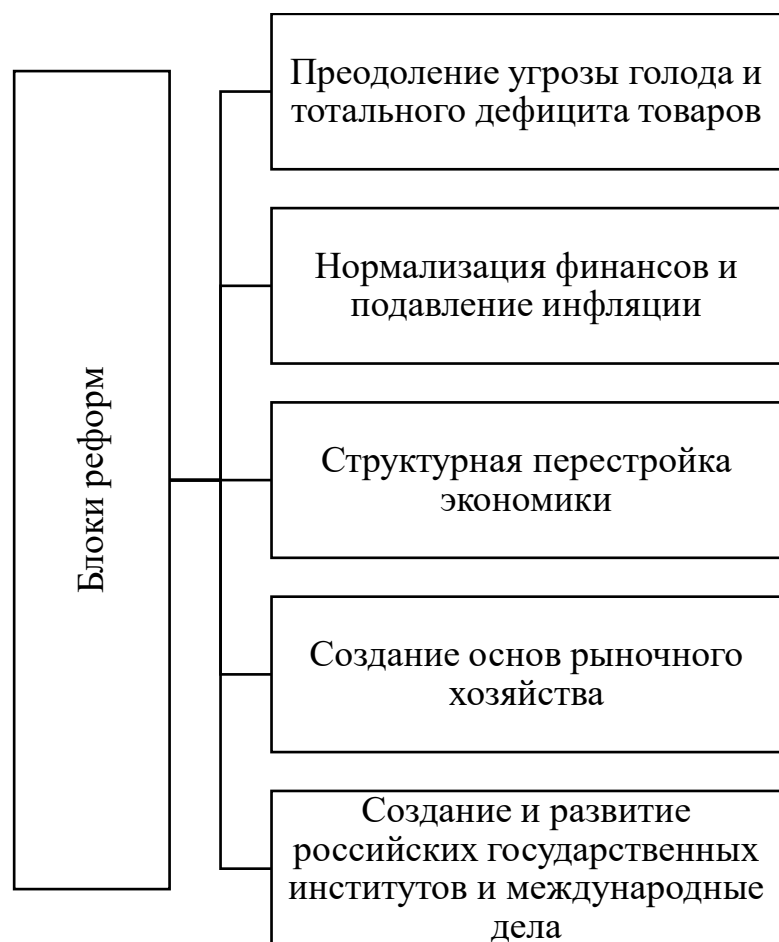 Блоки реформ
Преодоление угрозы голода и
тотального дефицита товаров
Нормализация финансов и
подавление инфляции
Структурная перестройка
экономики
Создание основ рыночного
хозяйства
Создание и развитие
российских государственных
институтов и международные
дела